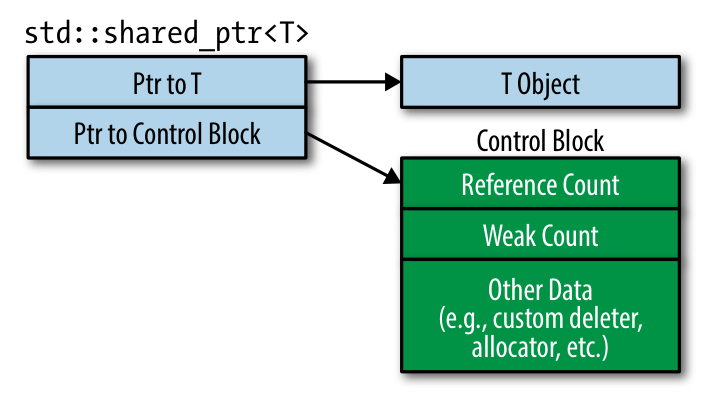 std::shared_ptr<T>
Ptr to T
T Object
Ptr to Control Block
Control Block
Reference Count
Weak Count
Other Data
(e.g., custom deleter,
allocator, etc.)